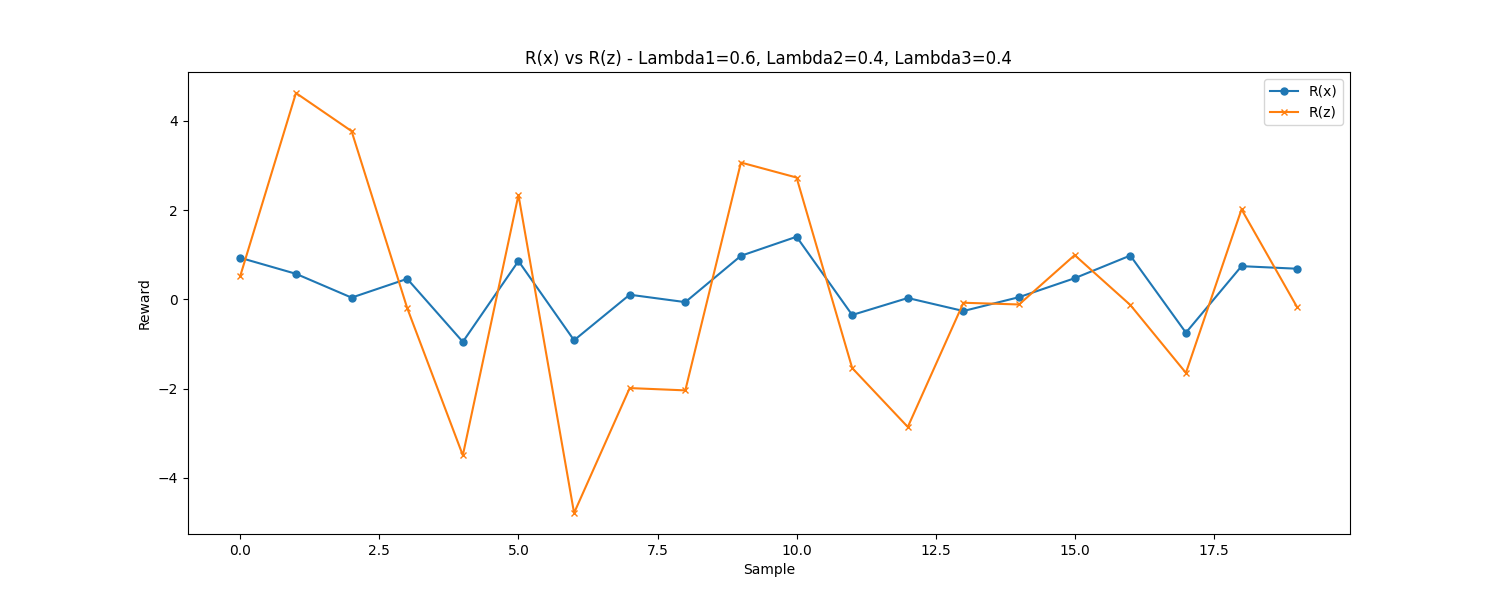 R(x) vs R(z) - Lambda1=0.6, Lambda2=0.4, Lambda3=0.4
R(x)
R(z)
Reward
4
2
0
−2
−4
0.0 2.5 5.0 7.5 10.0 12.5 15.0 17.5
Sample